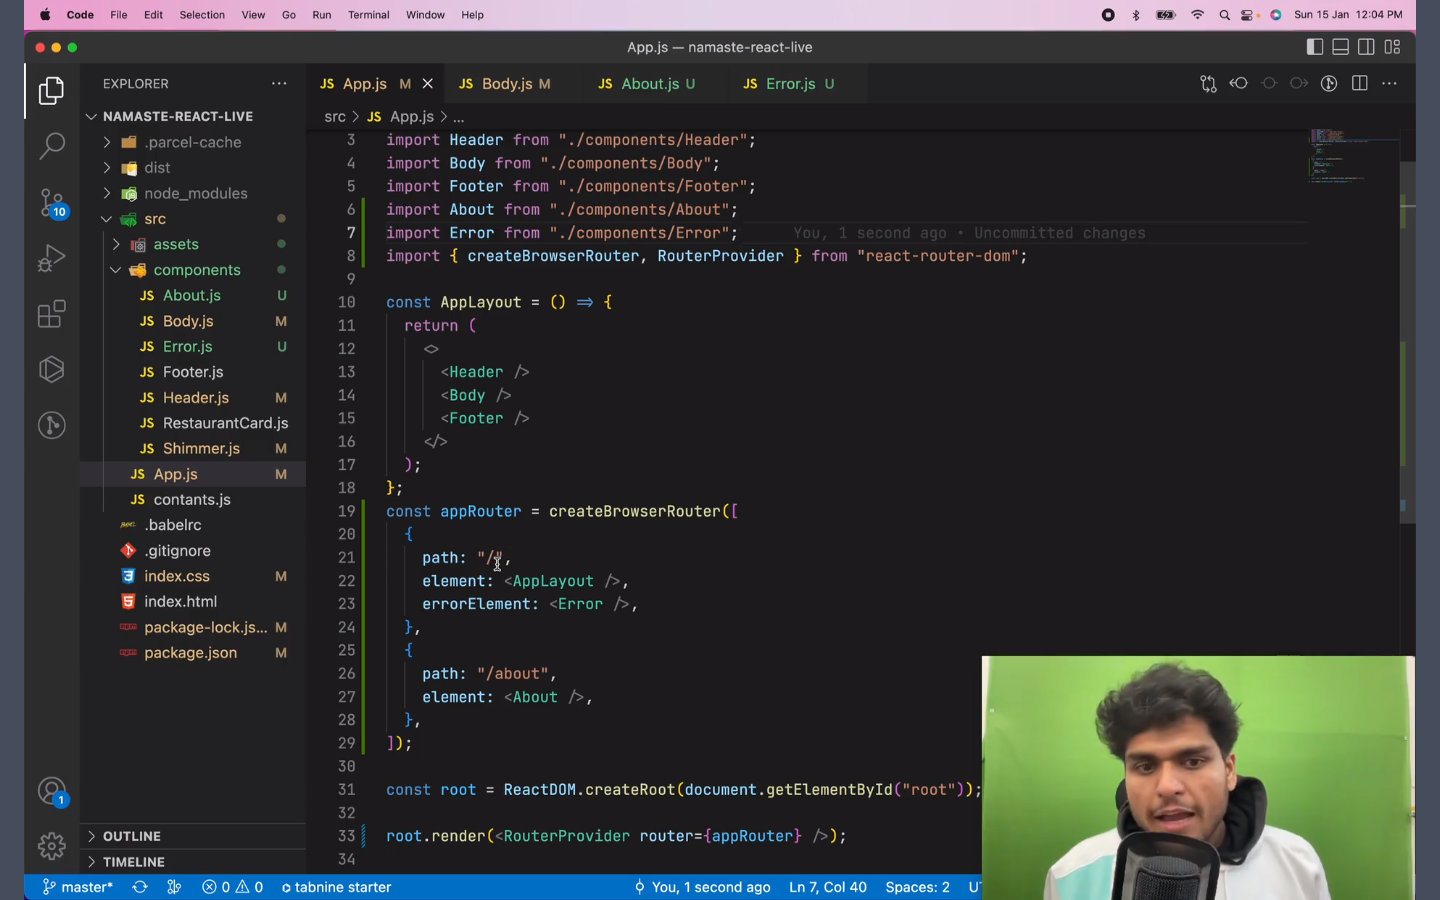 Code File Edit Selection View Go Run Terminal Window Help Sun 15 Jan 12:04 PM
App.js — namaste-react-live
EXPLORER
JS App.js M
JS Body.js M
JS About.js U
JS Error.js U
NAMASTE-REACT-LIVE
src > JS App.js > ...
.parcel-cache
dist
node_modules
src
assets
components
JS About.js U
JS Body.js M
JS Error.js U
JS Footer.js
JS Header.js M
JS RestaurantCard.js
JS Shimmer.js M
JS App.js M
JS contants.js
.babelrc
.gitignore
index.css
index.html
package-lock.js... M
package.json M
OUTLINE
TIMELINE
10
1
3 import Header from "./components/Header";
4 import Body from "./components/Body";
5 import Footer from "./components/Footer";
6 import About from "./components/About";
7 import Error from "./components/Error"; You, 1 second ago • Uncommitted changes
8 import { createBrowserRouter, RouterProvider } from "react-router-dom";
9
10 const AppLayout = () => {
11 return (
12 <>
13 <Header />
14 <Body />
15 <Footer />
16 </>
17 );
18 };
19 const appRouter = createBrowserRouter([
20 {
21 path: "/",
22 element: <AppLayout />,
23 errorElement: <Error />,
24 },
25 {
26 path: "/about",
27 element: <About />,
28 },
29 ]);
30
31 const root = ReactDOM.createRoot(document.getElementById("root"));
32
33 root.render(<RouterProvider router={appRouter} />);
34
master* 0 0 tabnine starter You, 1 second ago Ln 7, Col 40 Spaces: 2